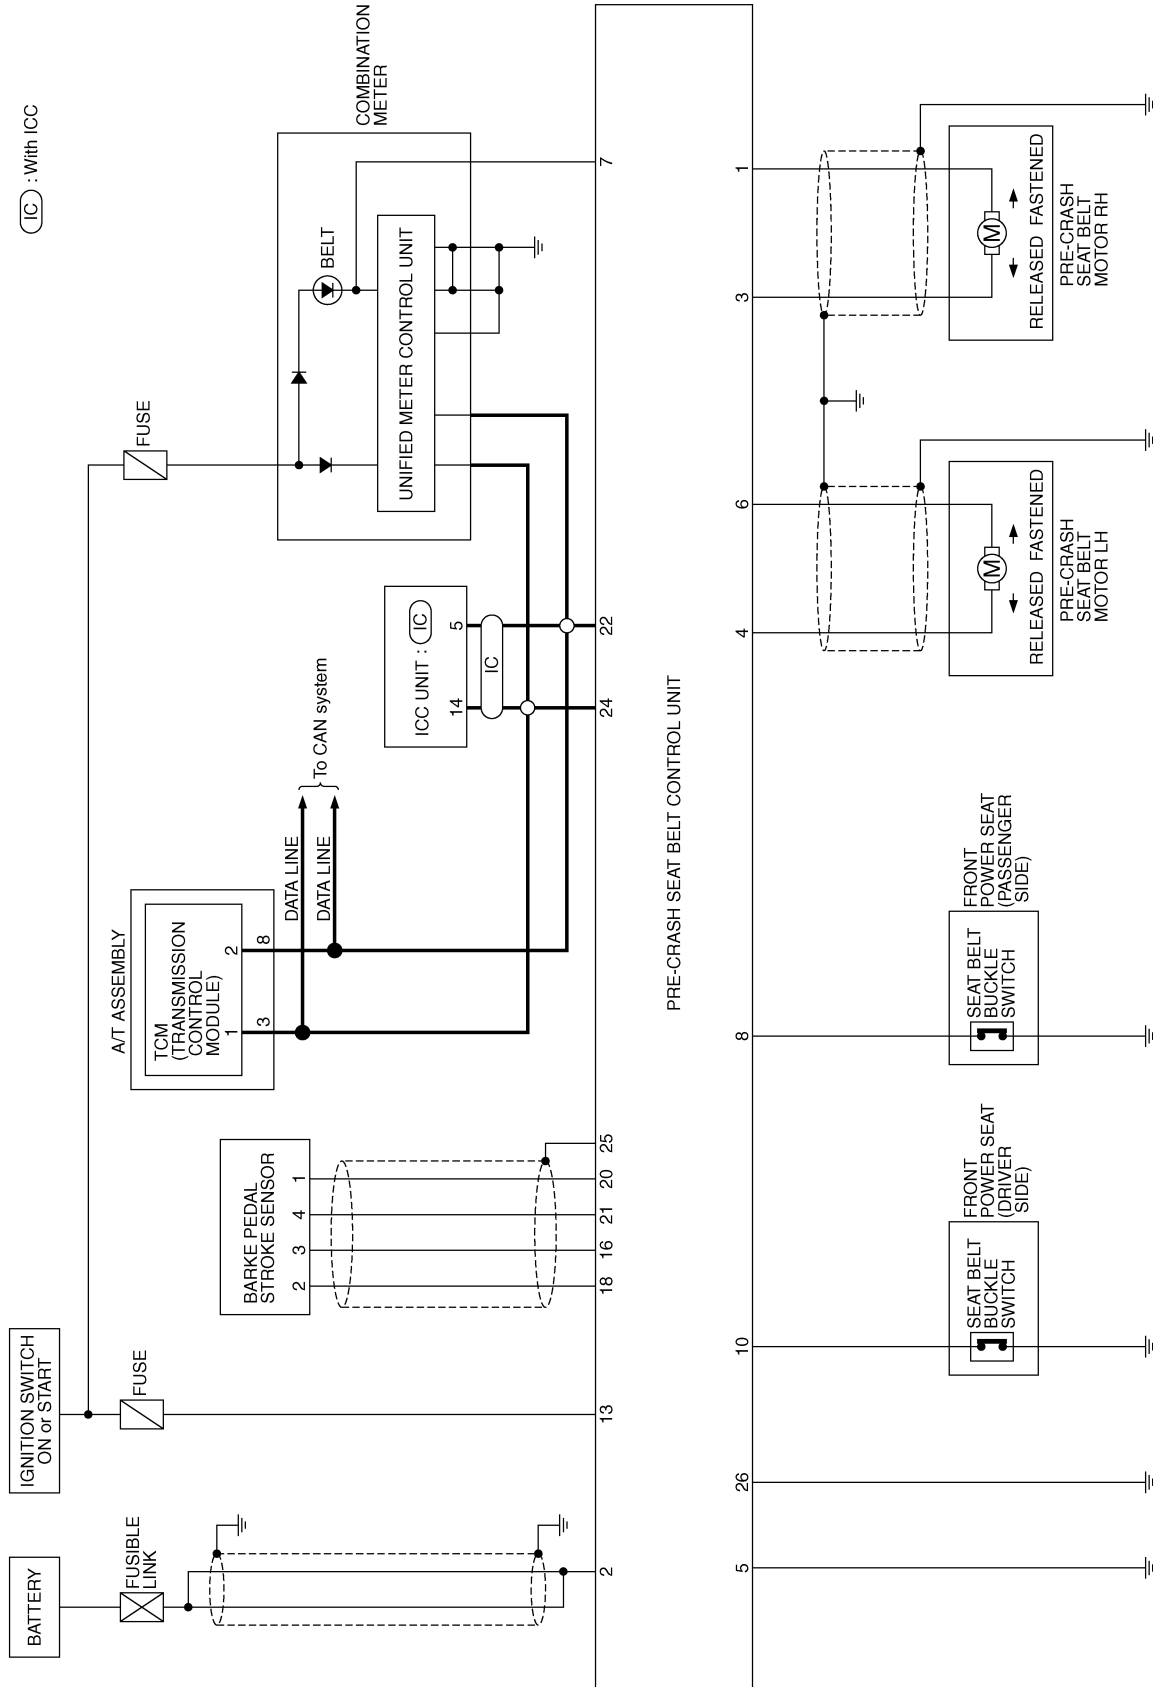 IC : With ICC
BATTERY
FUSIBLE
LINK
IGNITION SWITCH
ON or START
FUSE
FUSE
BARKE PEDAL
STROKE SENSOR
2
3
4
1
A/T ASSEMBLY
TCM
(TRANSMISSION
CONTROL
MODULE)
1
2
3
8
DATA LINE
DATA LINE
To CAN system
ICC UNIT : IC
14
5
IC
COMBINATION
METER
BELT
UNIFIED METER CONTROL UNIT
2
13
18
16
21
20
25
24
22
7
PRE-CRASH SEAT BELT CONTROL UNIT
5
26
10
8
4
6
3
1
SEAT BELT
BUCKLE
SWITCH
FRONT
POWER SEAT
(DRIVER
SIDE)
SEAT BELT
BUCKLE
SWITCH
FRONT
POWER SEAT
(PASSENGER
SIDE)
M
RELEASED FASTENED
PRE-CRASH
SEAT BELT
MOTOR LH
M
RELEASED FASTENED
PRE-CRASH
SEAT BELT
MOTOR RH